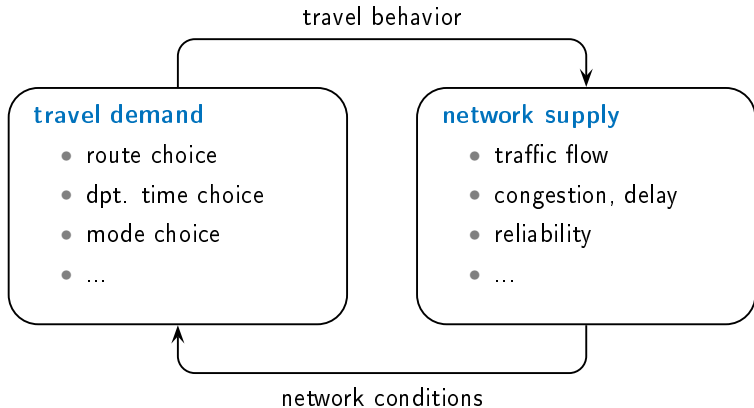 travel behavior
travel demand
• route choice
• dpt. time choice
• mode choice
• ...
network supply
• traffic flow
• congestion, delay
• reliability
• ...
network conditions